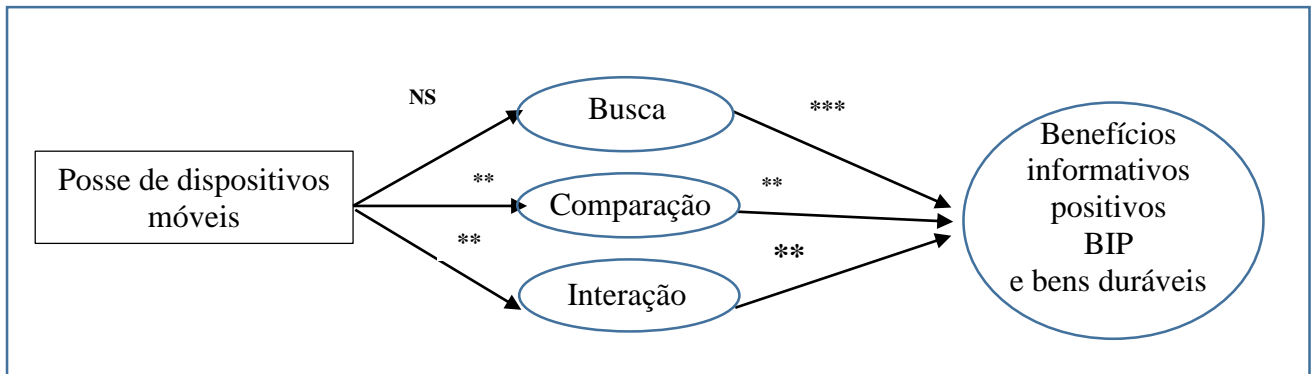 NS
Busca
***
Posse de dispositivos
móveis
**
Comparação
**
**
Interação
**
Benefícios
informativos
positivos
BIP
e bens duráveis